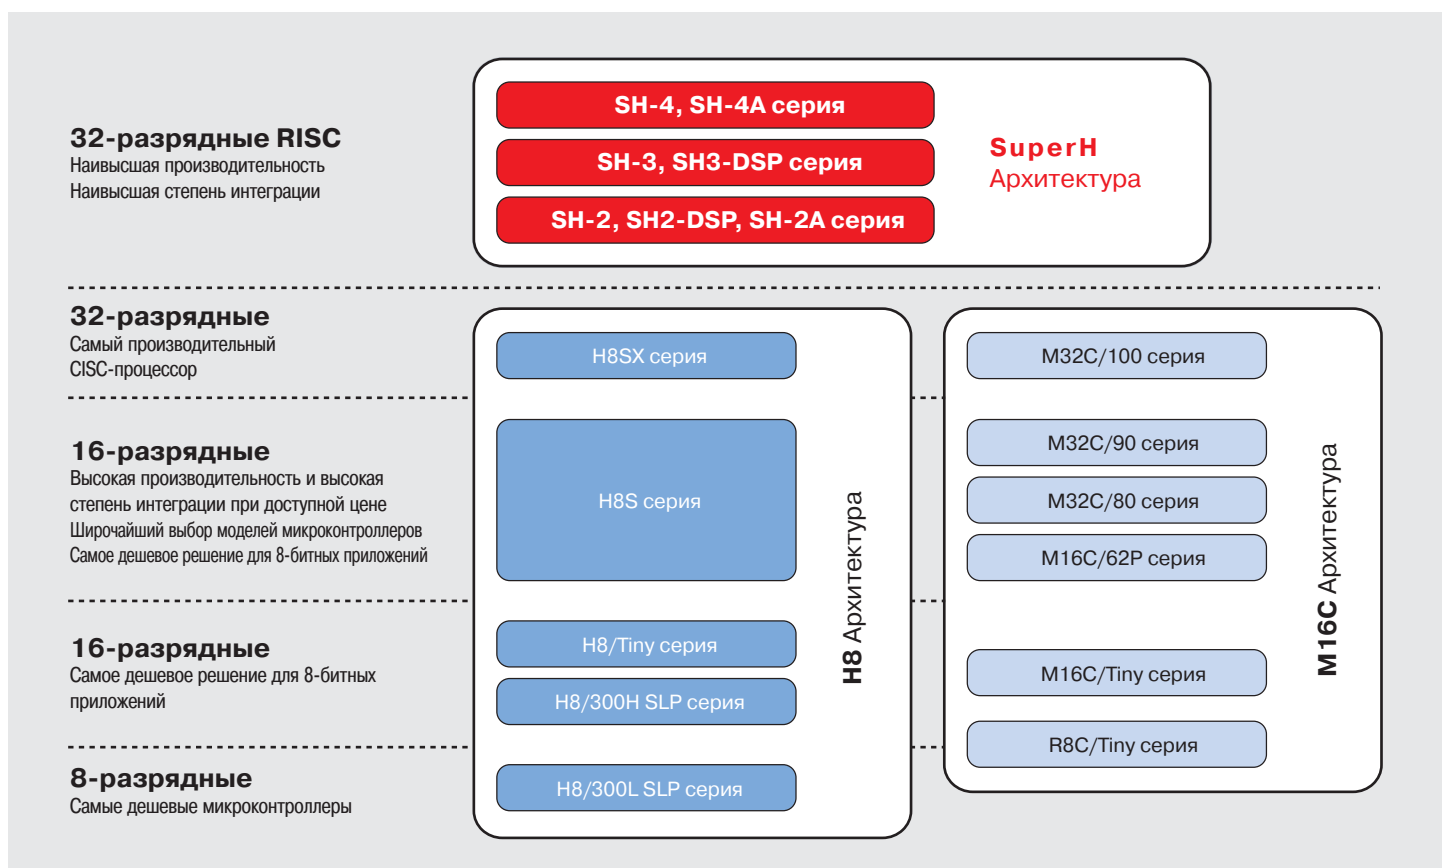 32-разрядные RISC
Наивысшая производительность
Наивысшая степень интеграции
SH-4, SH-4A серия
SH-3, SH3-DSP серия
SH-2, SH2-DSP, SH-2A серия
SuperH
Архитектура
32-разрядные
Самый производительный
CISC-процессор
16-разрядные
Высокая производительность и высокая
степень интеграции при доступной цене
Широчайший выбор моделей микроконтроллеров
Самое дешевое решение для 8-битных приложений
16-разрядные
Самое дешевое решение для 8-битных
приложений
8-разрядные
Самые дешевые микроконтроллеры
H8SX серия
H8S серия
H8/Tiny серия
H8/300H SLP серия
H8/300L SLP серия
H8 Архитектура
M32C/100 серия
M32C/90 серия
M32C/80 серия
M16C/62P серия
M16C/Tiny серия
R8C/Tiny серия
M16C Архитектура